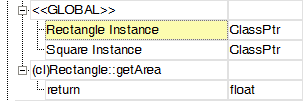 <<GLOBAL>>
Rectangle Instance ClassPtr
Square Instance ClassPtr
(cl)Rectangle::getArea
return float